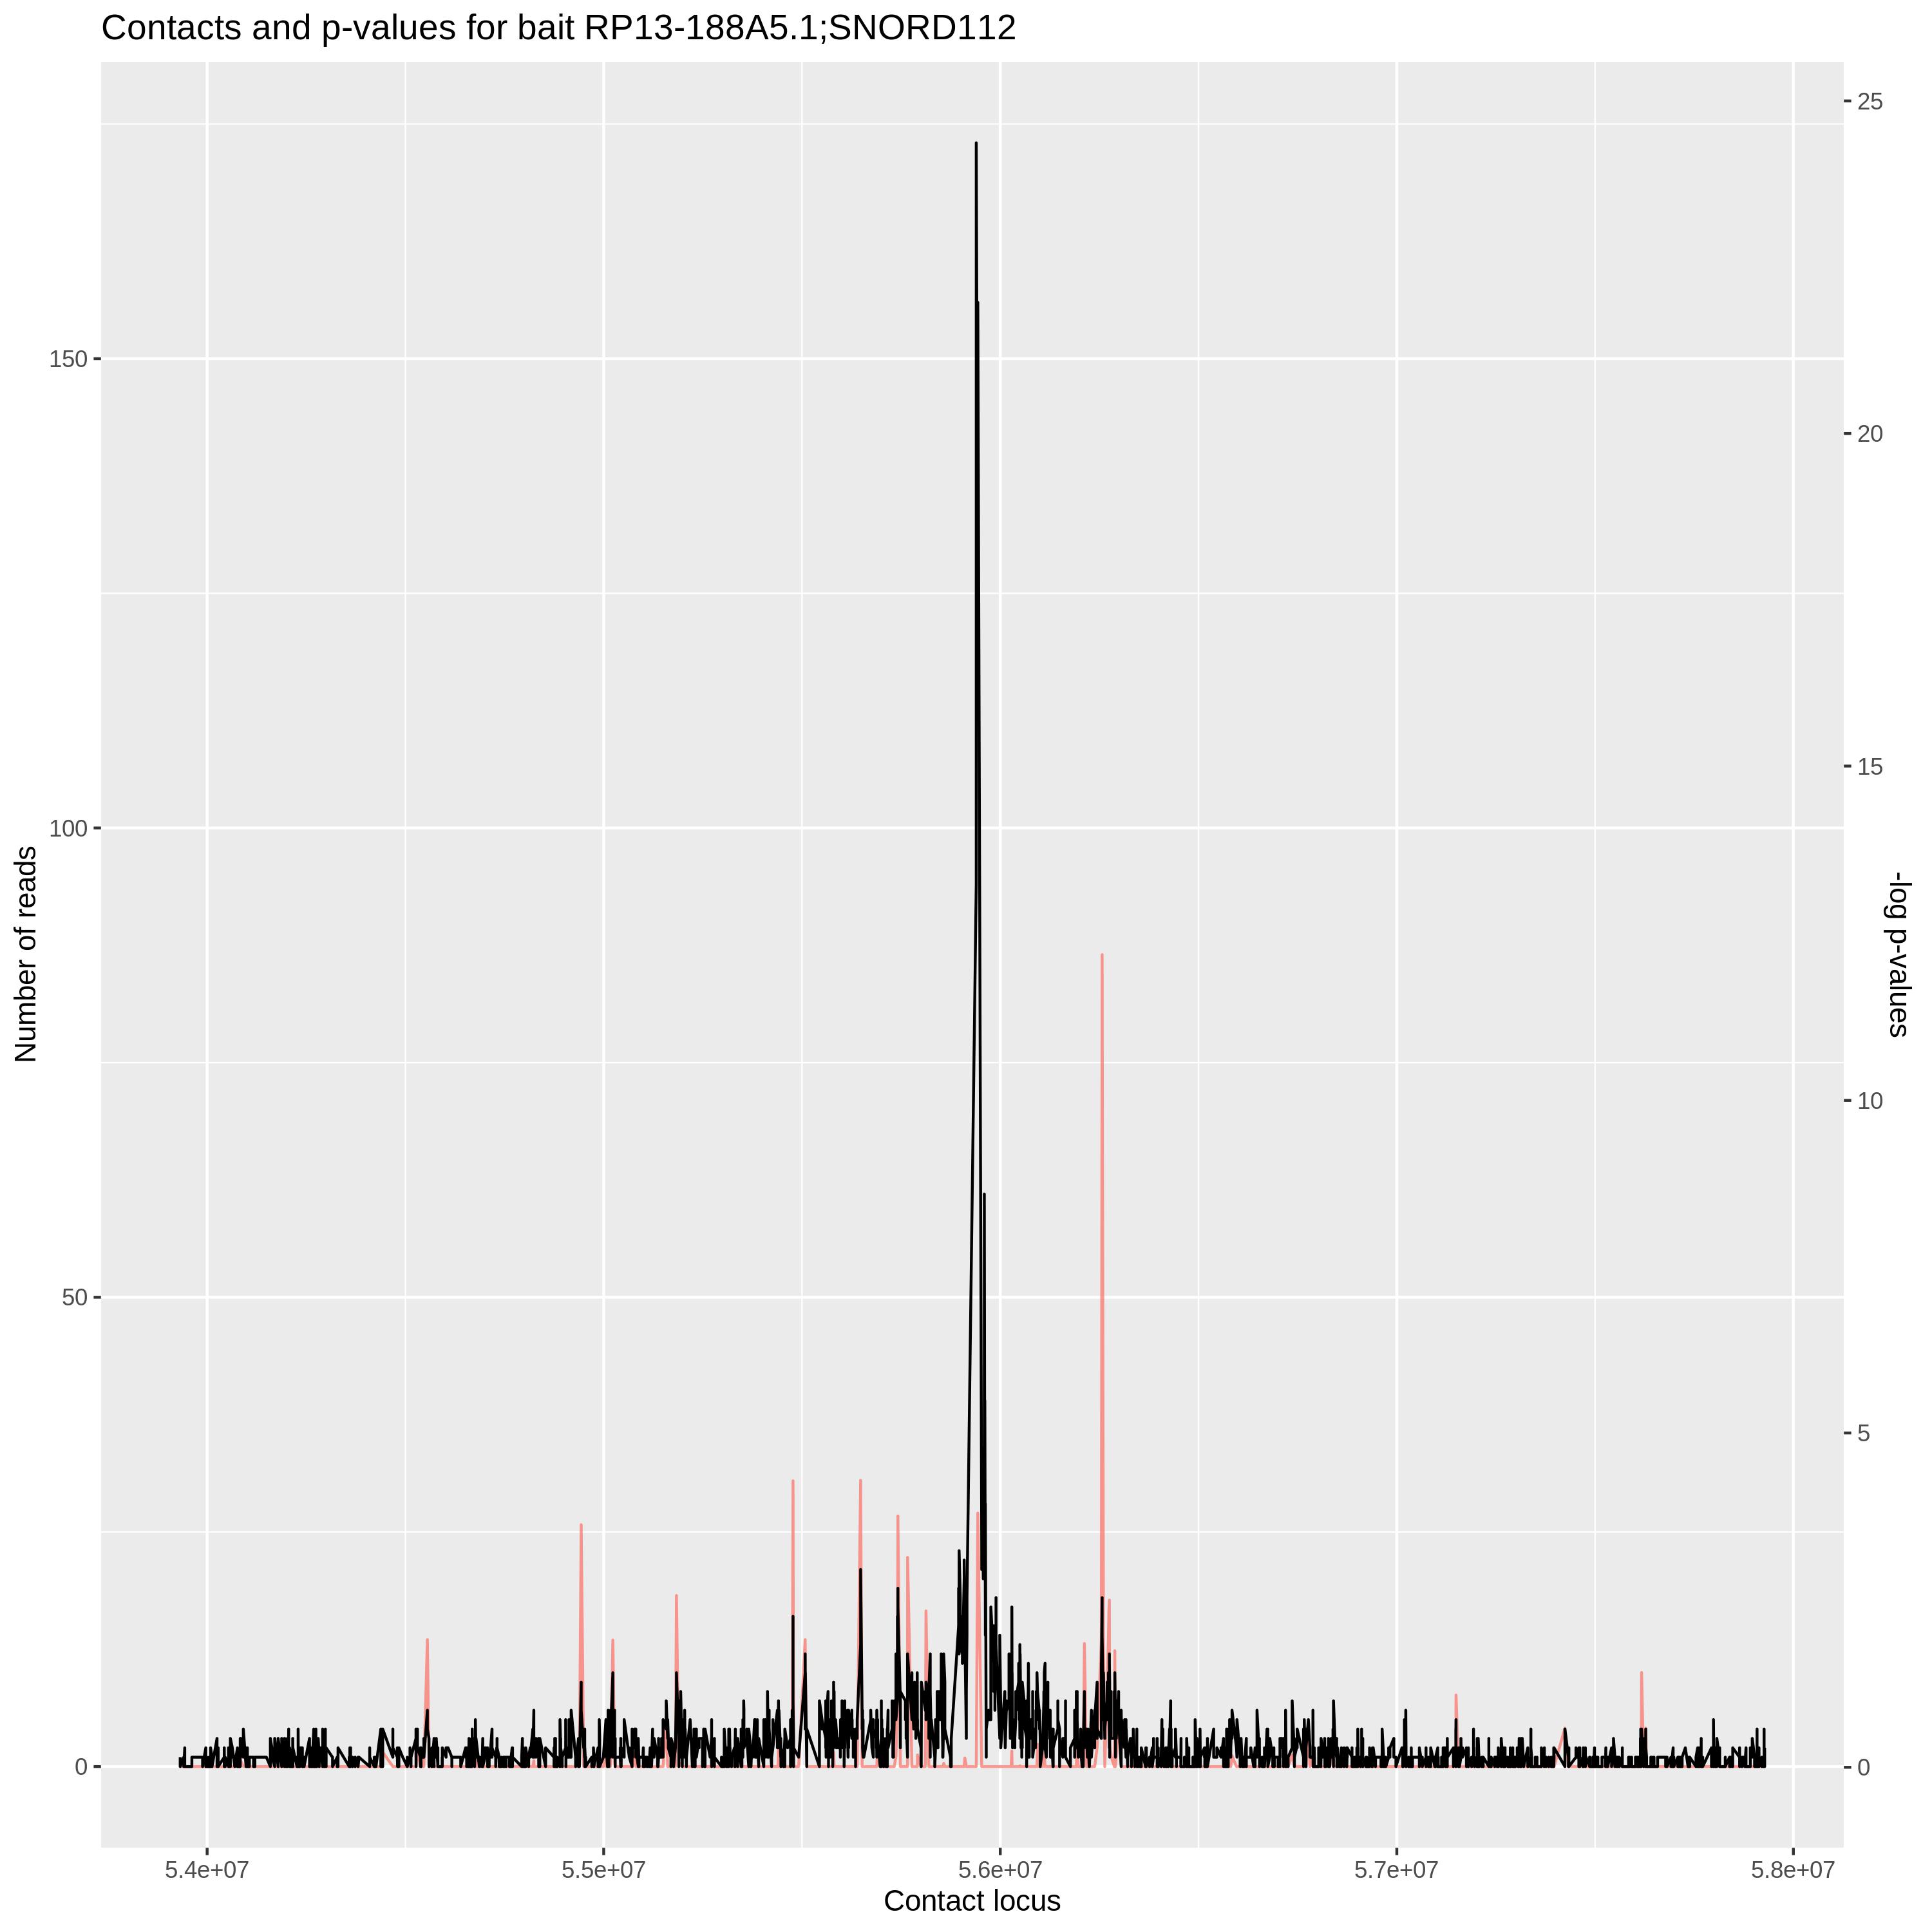 Contacts and p-values for bait RP13-188A5.1;SNORD112
Number of reads
150
100
50
0
25
20
15
10
5
0
-log p-values
5.4e+07 5.5e+07 5.6e+07 5.7e+07 5.8e+07
Contact locus